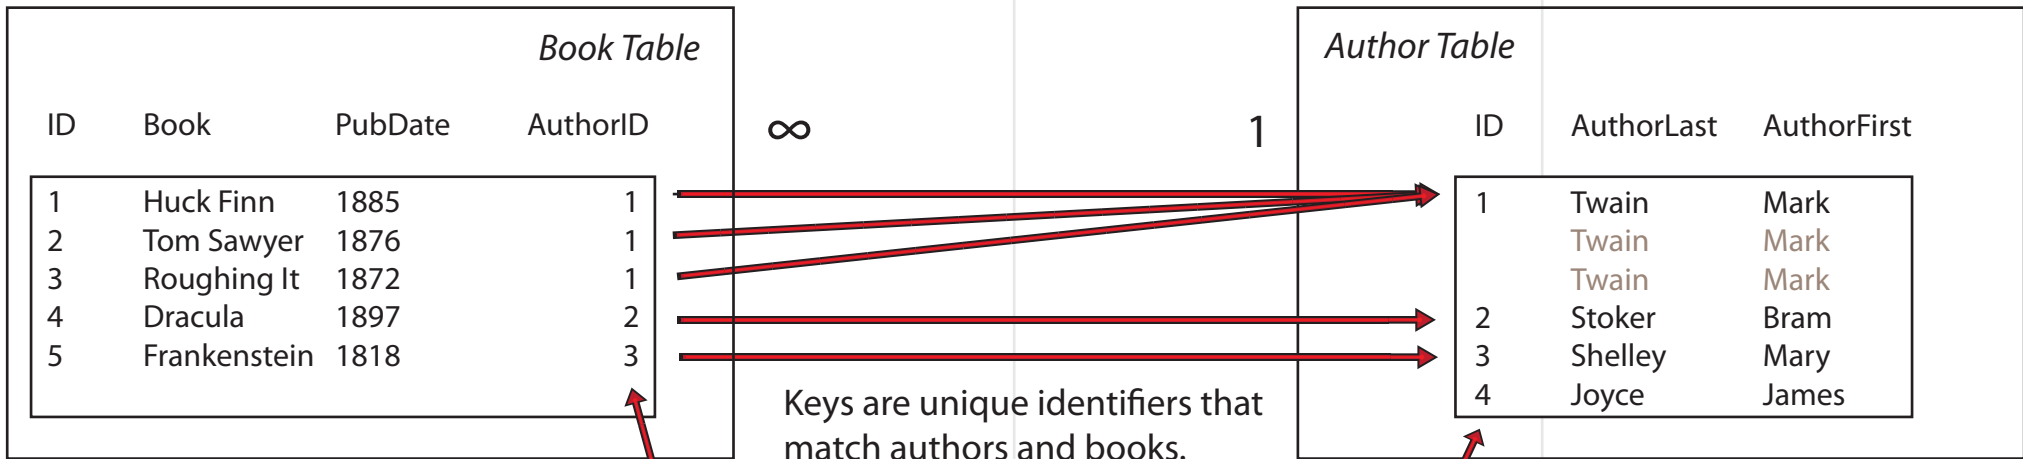 Book Table
ID Book PubDate AuthorID
1 Huck Finn 1885 1
2 Tom Sawyer 1876 1
3 Roughing It 1872 1
4 Dracula 1897 2
5 Frankenstein 1818 3
∞ 1
Keys are unique identifiers that
match authors and books.
Author Table
ID AuthorLast AuthorFirst
1 Twain Mark
Twain Mark
Twain Mark
2 Stoker Bram
3 Shelley Mary
4 Joyce James